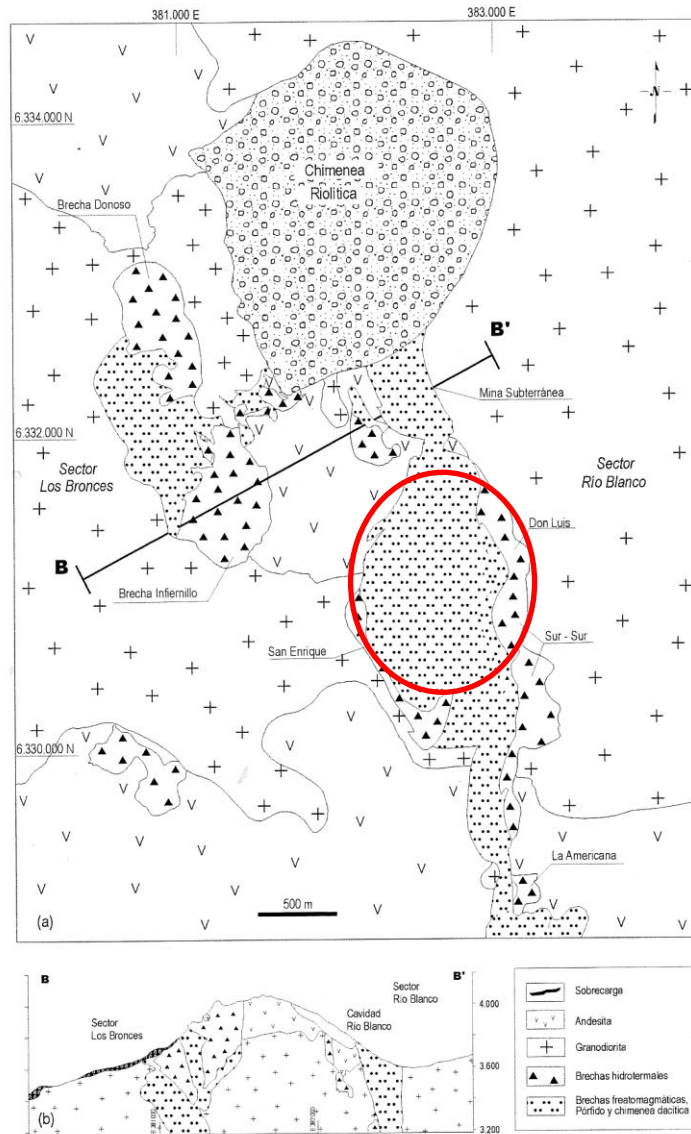 381.000 E
383.000 E
6.334.000 N
N
Chimenea
Riolítica
Brecha Donoso
B'
Mina Subterránea
6.332.000 N
Sector
Los Bronces
Sector
Río Blanco
Don Luis
B
Brecha Infiernillo
San Enrique
Sur - Sur
6.330.000 N
La Americana
500 m
(a)
B
B'
Sector
Río Blanco
4.000
Sector
Los Bronces
Cavidad
Río Blanco
3.600
3.200
(b)
Sobrecarga
Andesita
Granodiorita
Brechas hidrotermales
Brechas freatomagmáticas,
Pórfido y chimenea dacítica